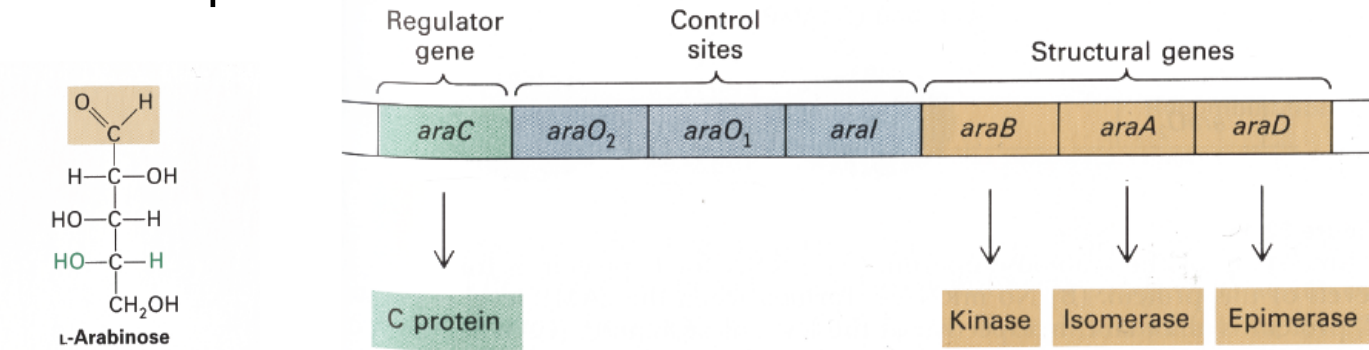 Regulator
gene
Control
sites
Structural genes
araC
araO₂
araO₁
araI
araB
araA
araD
C protein
Kinase
Isomerase
Epimerase
O H
C
H—C—OH
HO—C—H
HO—C—H
CH₂OH
L-Arabinose